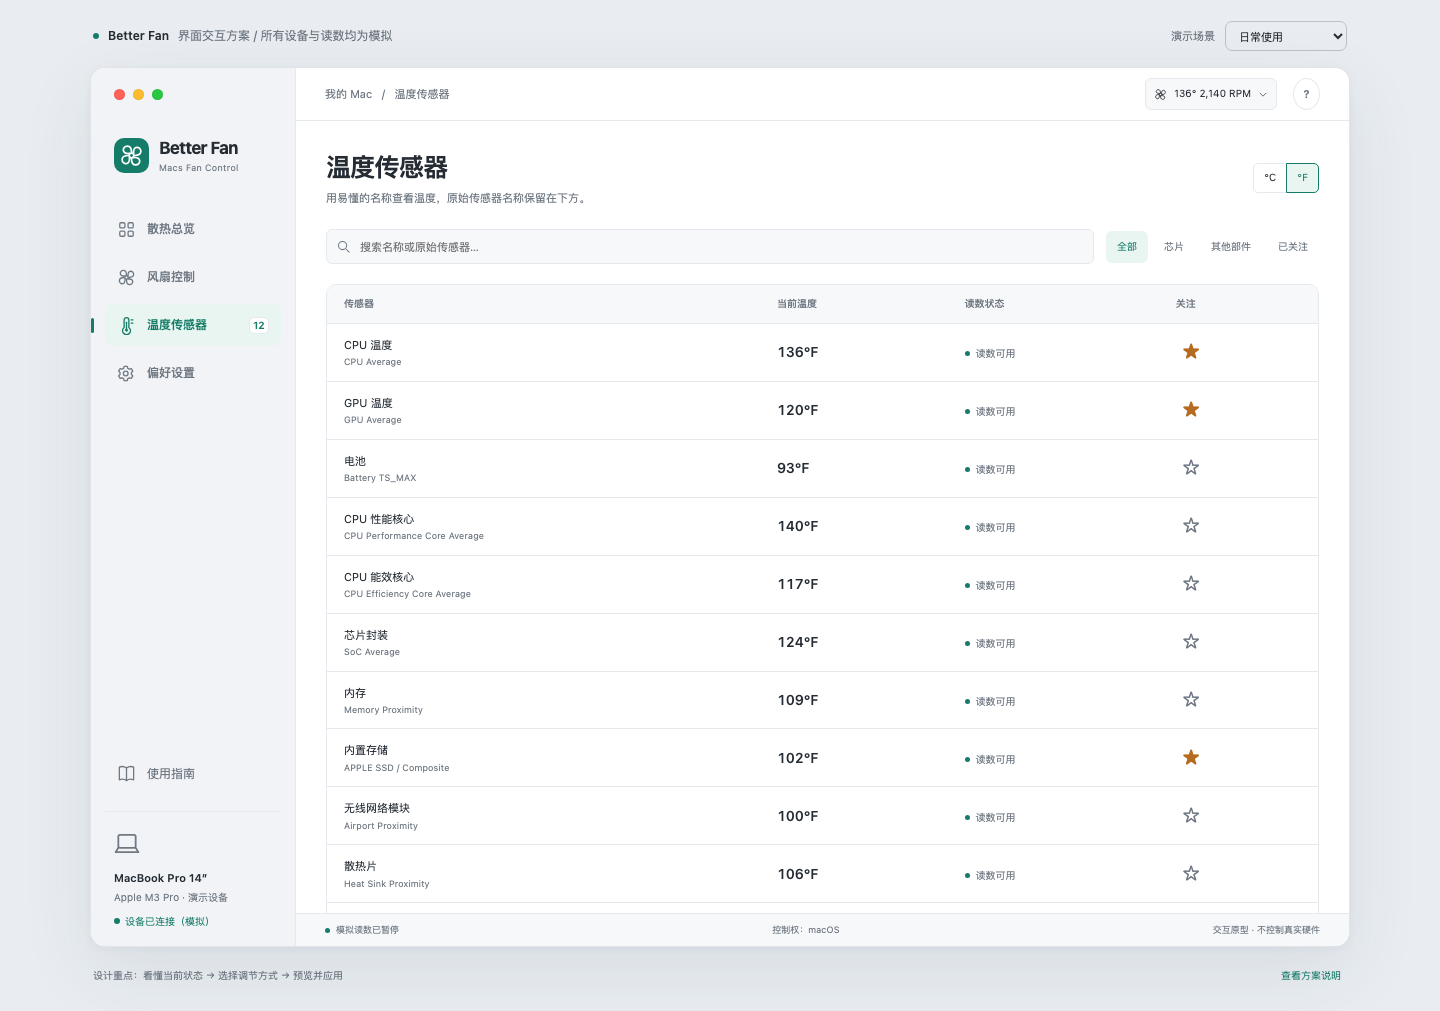 Better Fan 界面交互方案 / 所有设备与读数均为模拟
演示场景 日常使用
Better Fan
Macs Fan Control
散热总览
风扇控制
温度传感器 12
偏好设置
使用指南
MacBook Pro 14″
Apple M3 Pro · 演示设备
设备已连接（模拟）
我的 Mac / 温度传感器
136° 2,140 RPM
?
温度传感器
用易懂的名称查看温度，原始传感器名称保留在下方。
°C °F
搜索名称或原始传感器...
全部 芯片 其他部件 已关注
传感器 当前温度 读数状态 关注
CPU 温度
CPU Average
136°F 读数可用
GPU 温度
GPU Average
120°F 读数可用
电池
Battery TS_MAX
93°F 读数可用
CPU 性能核心
CPU Performance Core Average
140°F 读数可用
CPU 能效核心
CPU Efficiency Core Average
117°F 读数可用
芯片封装
SoC Average
124°F 读数可用
内存
Memory Proximity
109°F 读数可用
内置存储
APPLE SSD / Composite
102°F 读数可用
无线网络模块
Airport Proximity
100°F 读数可用
散热片
Heat Sink Proximity
106°F 读数可用
模拟读数已暂停 控制权：macOS 交互原型 · 不控制真实硬件
设计重点：看懂当前状态 → 选择调节方式 → 预览并应用
查看方案说明